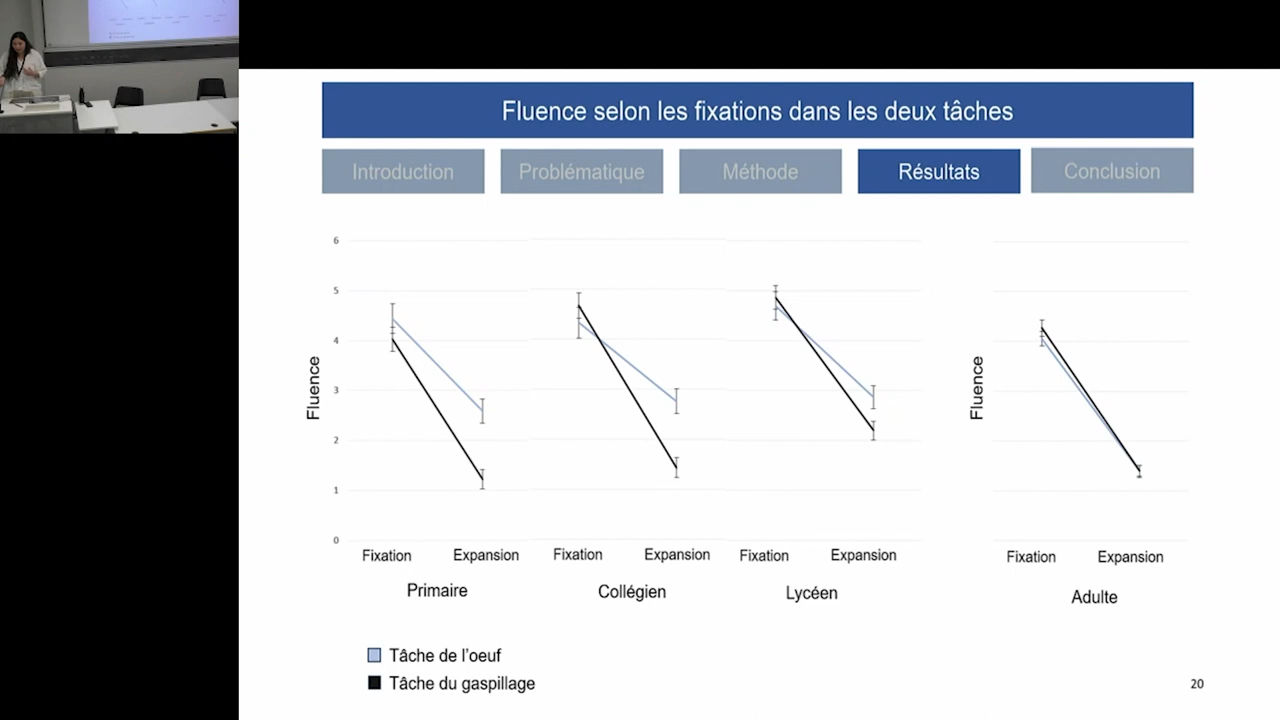 Fluence selon les fixations dans les deux tâches
Introduction
Problématique
Méthode
Résultats
Conclusion
6
5
4
3
2
1
0
Fluence
Fluence
Fixation
Expansion
Fixation
Expansion
Fixation
Expansion
Fixation
Expansion
Primaire
Collégien
Lycéen
Adulte
Tâche de l'oeuf
Tâche du gaspillage
20